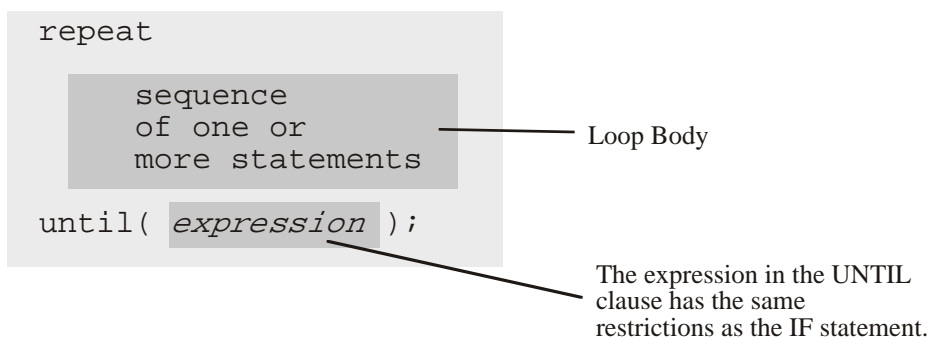 repeat
sequence
of one or
more statements
Loop Body
until( expression );
The expression in the UNTIL
clause has the same
restrictions as the IF statement.